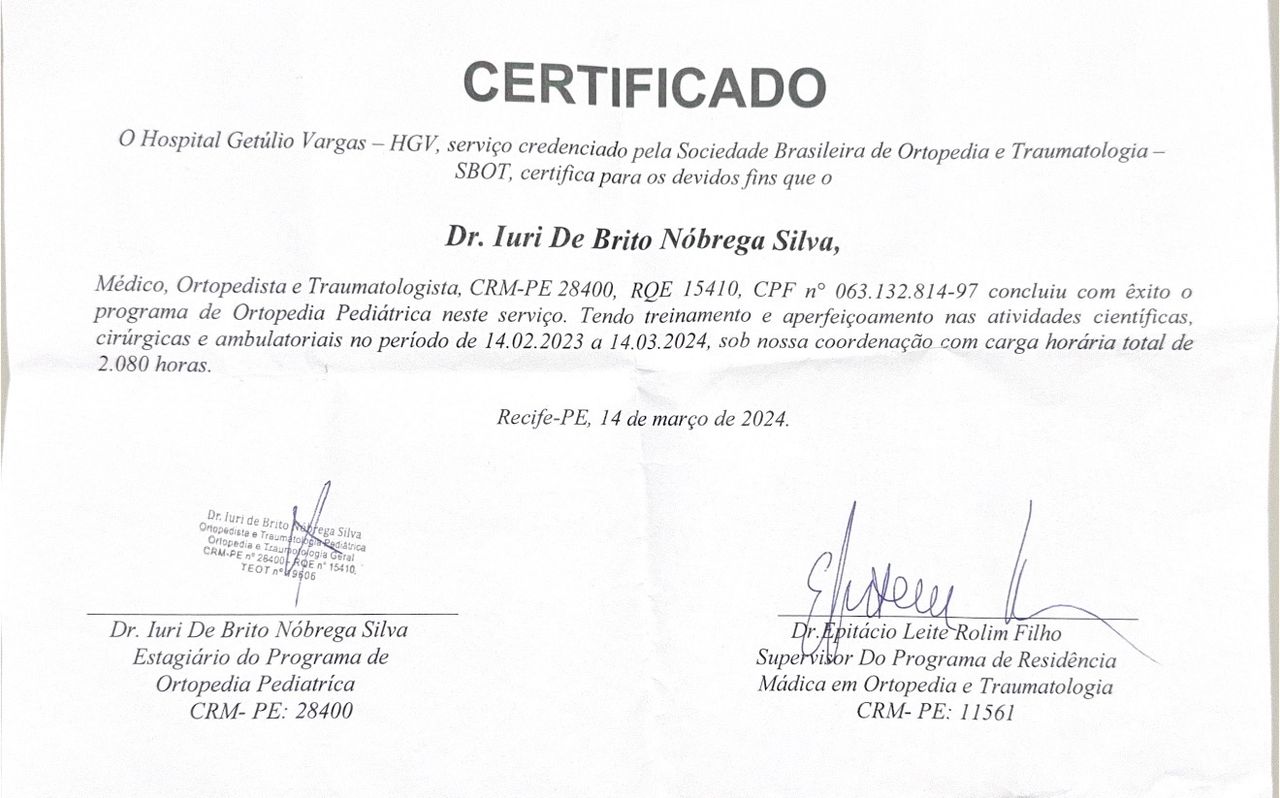 CERTIFICADO
O Hospital Getúlio Vargas – HGV, serviço credenciado pela Sociedade Brasileira de Ortopedia e Traumatologia –
SBOT, certifica para os devidos fins que o
Dr. Iuri De Brito Nóbrega Silva,
Médico, Ortopedista e Traumatologista, CRM-PE 28400, RQE 15410, CPF n° 063.132.814-97 concluiu com êxito o
programa de Ortopedia Pediátrica neste serviço. Tendo treinamento e aperfeiçoamento nas atividades científicas,
cirúrgicas e ambulatoriais no período de 14.02.2023 a 14.03.2024, sob nossa coordenação com carga horária total de
2.080 horas.
Recife-PE, 14 de março de 2024.
Dr. Iuri de Brito Nóbrega Silva
Ortopedista e Traumatologia Pediátrica
Ortopedia e Traumatologia Geral
CRM-PE n° 28400 RQE n° 15410,
TEOT n° 19606
Dr. Iuri De Brito Nóbrega Silva
Estagiário do Programa de
Ortopedia Pediatríca
CRM- PE: 28400
Dr.Epitácio Leite Rolim Filho
Supervisor Do Programa de Residência
Mádica em Ortopedia e Traumatologia
CRM- PE: 11561